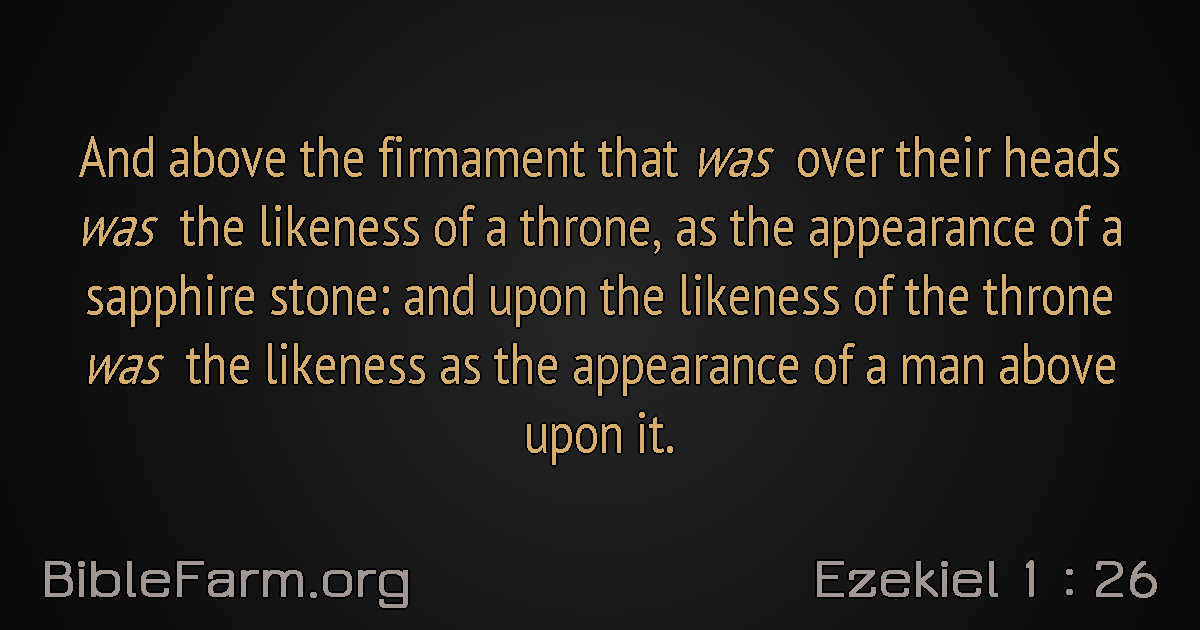 And above the firmament that was over their heads
was the likeness of a throne, as the appearance of a
sapphire stone: and upon the likeness of the throne
was the likeness as the appearance of a man above
upon it.
BibleFarm.org
Ezekiel 1 : 26